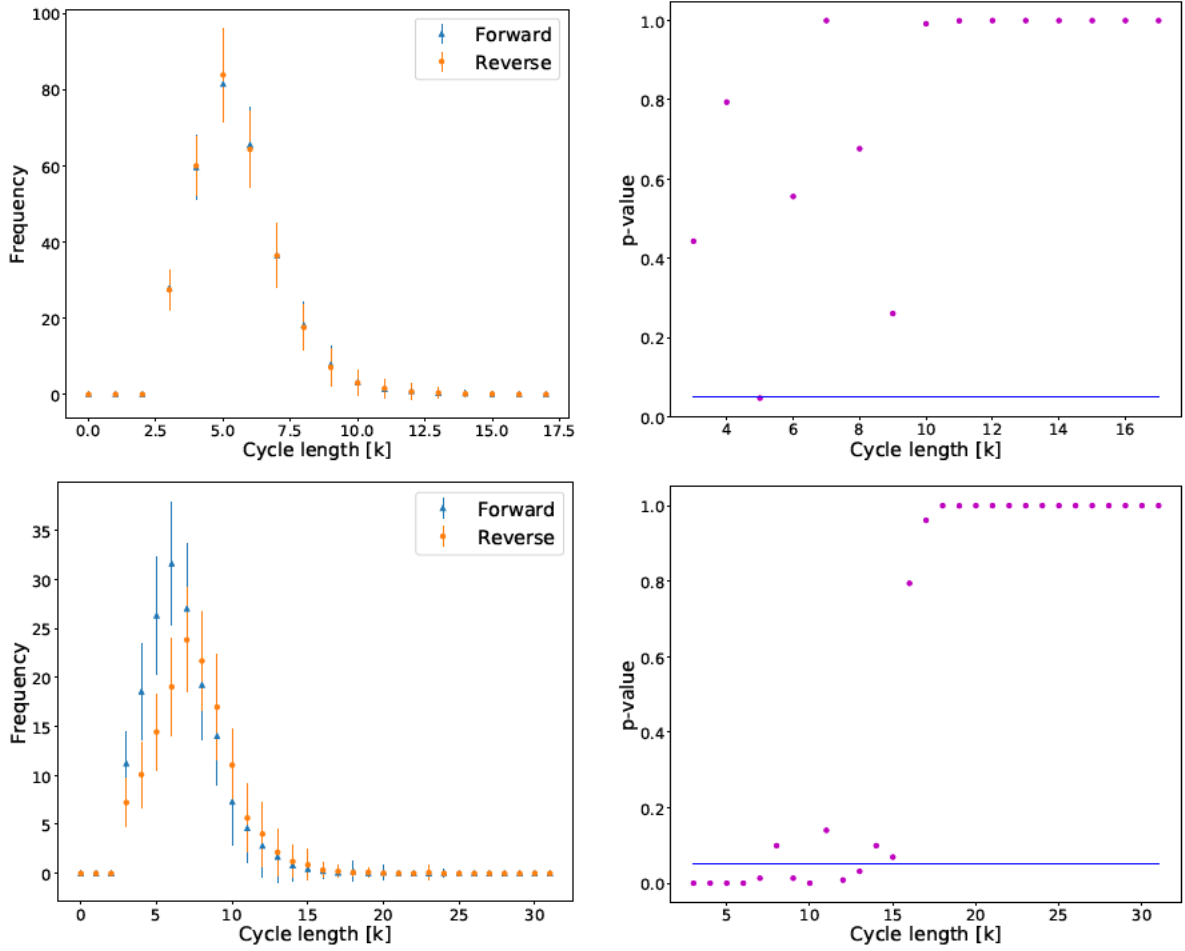 100
80
60
40
20
0
Frequency
Forward
Reverse
0.0 2.5 5.0 7.5 10.0 12.5 15.0 17.5
Cycle length [k]
1.0
0.8
0.6
0.4
0.2
0.0
p-value
4 6 8 10 12 14 16
Cycle length [k]
35
30
25
20
15
10
5
0
Frequency
Forward
Reverse
0 5 10 15 20 25 30
Cycle length [k]
1.0
0.8
0.6
0.4
0.2
0.0
p-value
5 10 15 20 25 30
Cycle length [k]